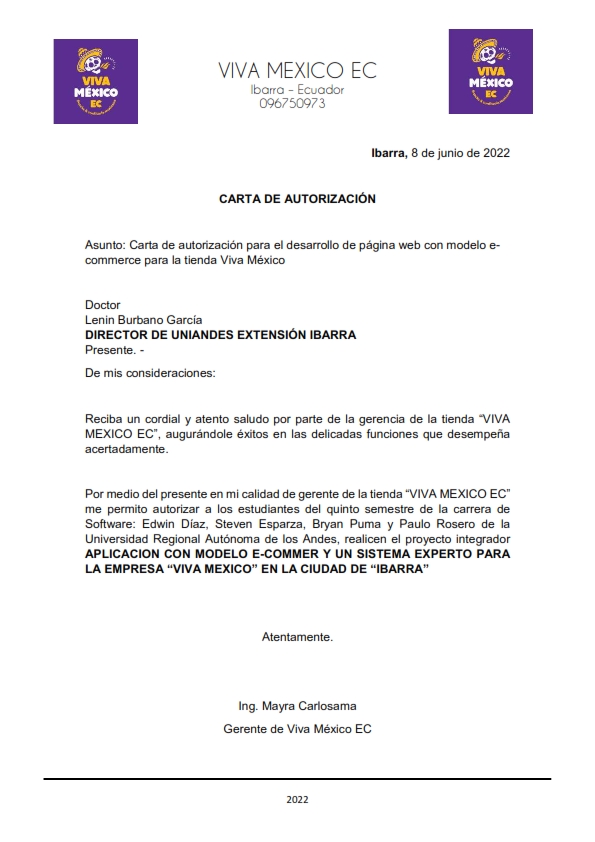 VIVA
MÉXICO
EC
VIVA MEXICO EC
Ibarra – Ecuador
096750973
VIVA
MÉXICO
EC
Ibarra, 8 de junio de 2022
CARTA DE AUTORIZACIÓN
Asunto: Carta de autorización para el desarrollo de página web con modelo e-
commerce para la tienda Viva México
Doctor
Lenin Burbano García
DIRECTOR DE UNIANDES EXTENSIÓN IBARRA
Presente. -
De mis consideraciones:
Reciba un cordial y atento saludo por parte de la gerencia de la tienda “VIVA
MEXICO EC”, augurándole éxitos en las delicadas funciones que desempeña
acertadamente.
Por medio del presente en mi calidad de gerente de la tienda “VIVA MEXICO EC”
me permito autorizar a los estudiantes del quinto semestre de la carrera de
Software: Edwin Díaz, Steven Esparza, Bryan Puma y Paulo Rosero de la
Universidad Regional Autónoma de los Andes, realicen el proyecto integrador
APLICACION CON MODELO E-COMMER Y UN SISTEMA EXPERTO PARA
LA EMPRESA “VIVA MEXICO” EN LA CIUDAD DE “IBARRA”
Atentamente.
Ing. Mayra Carlosama
Gerente de Viva México EC
2022